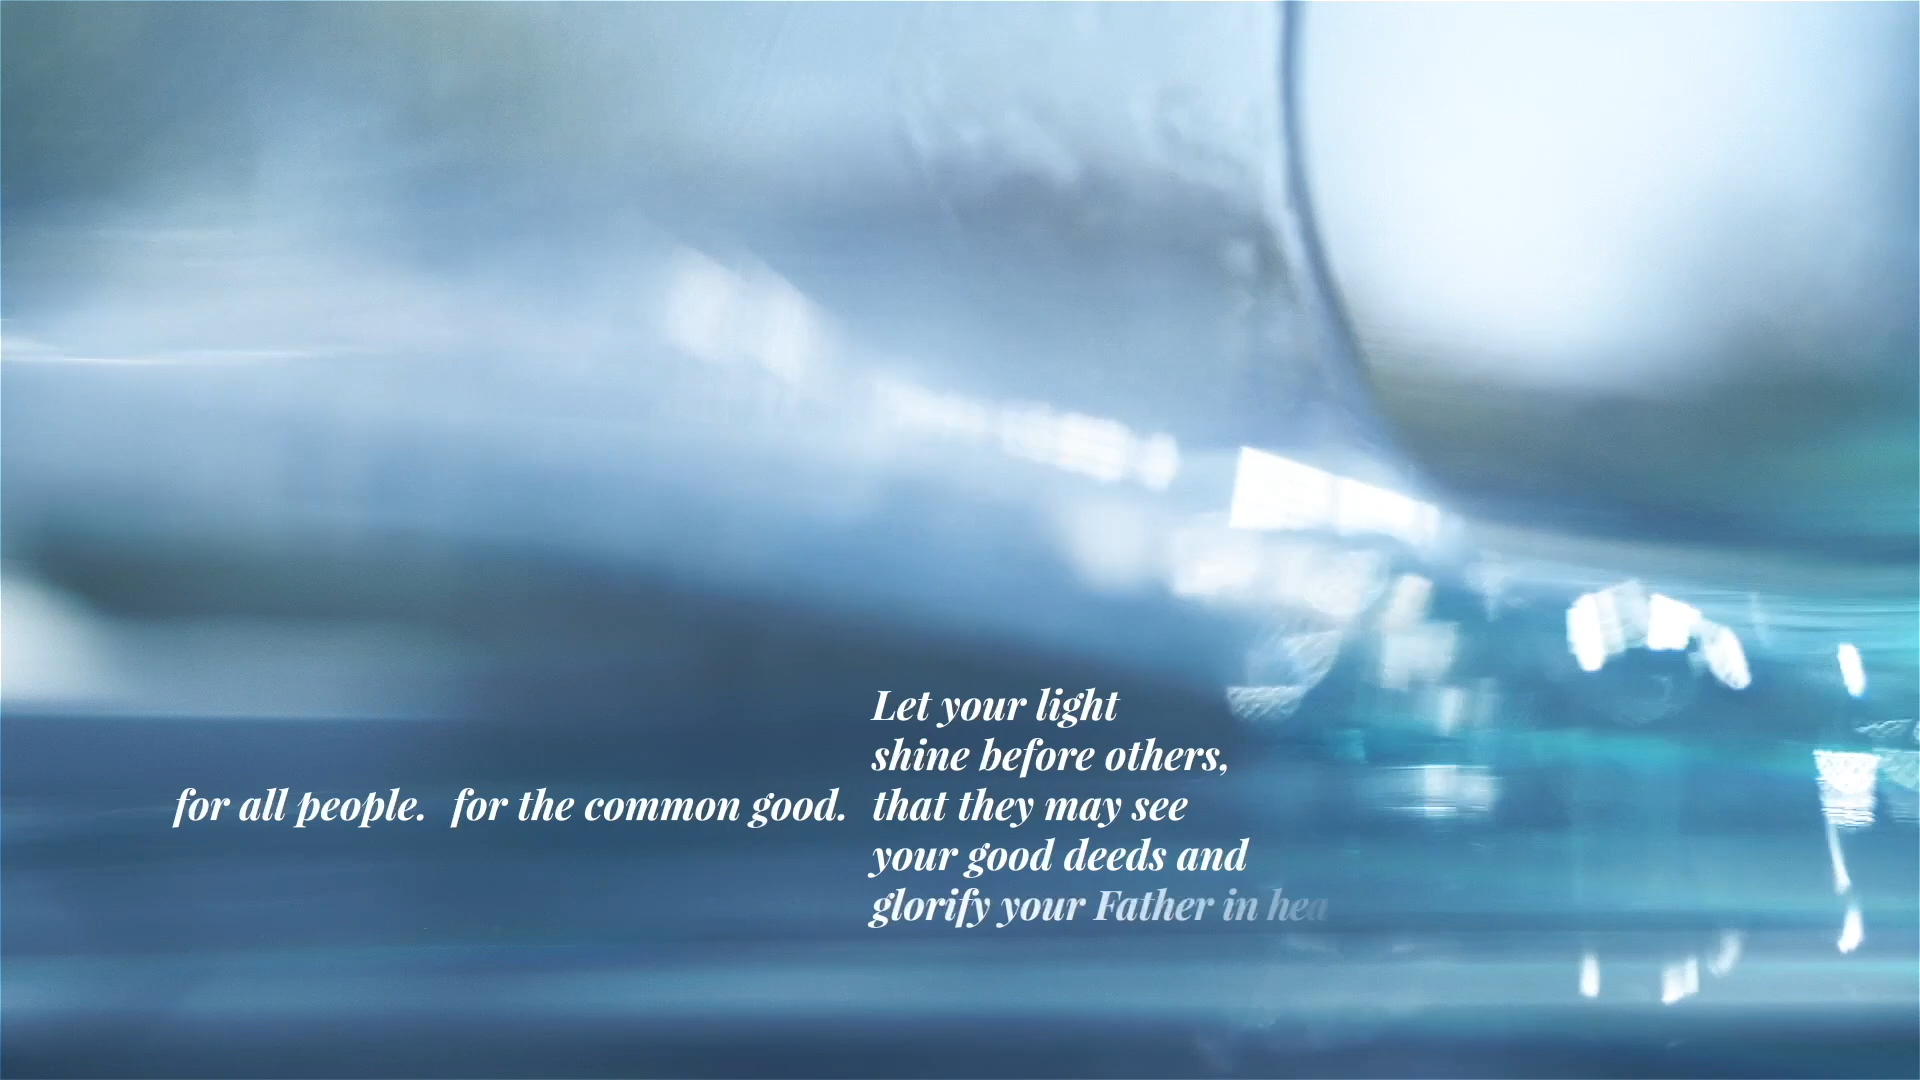 Let your light
shine before others,
for all people. for the common good. that they may see
your good deeds and
glorify your Father in hea